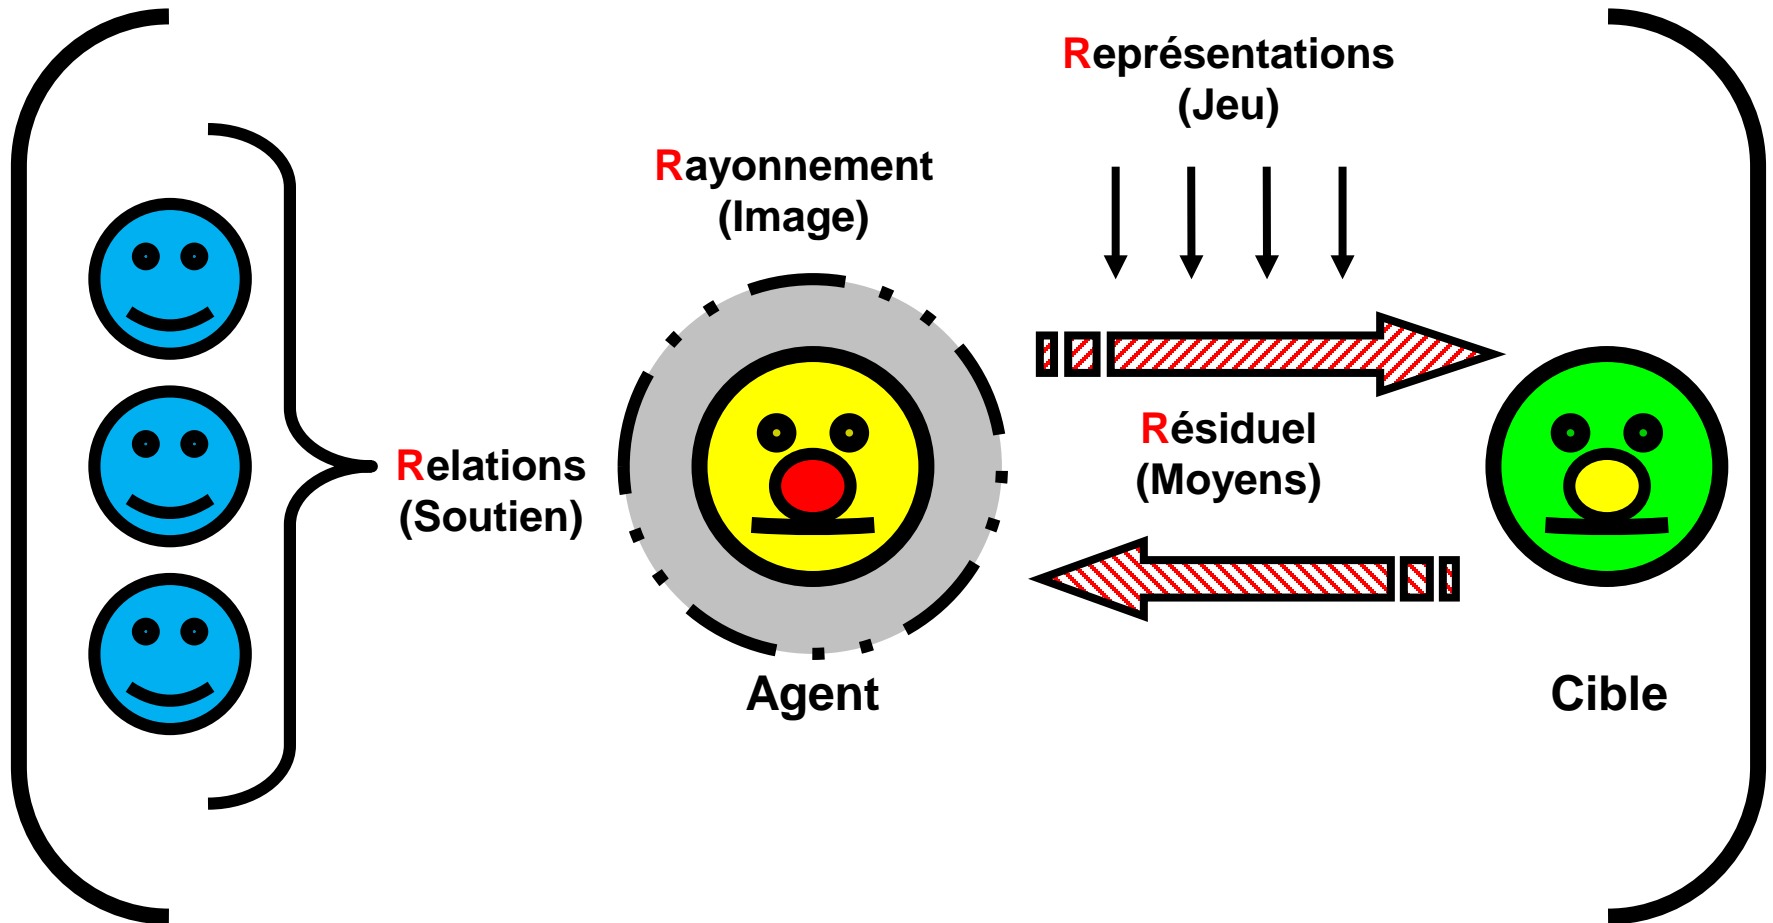 Représentations
(Jeu)
Rayonnement
(Image)
Relations
(Soutien)
Résiduel
(Moyens)
Agent
Cible